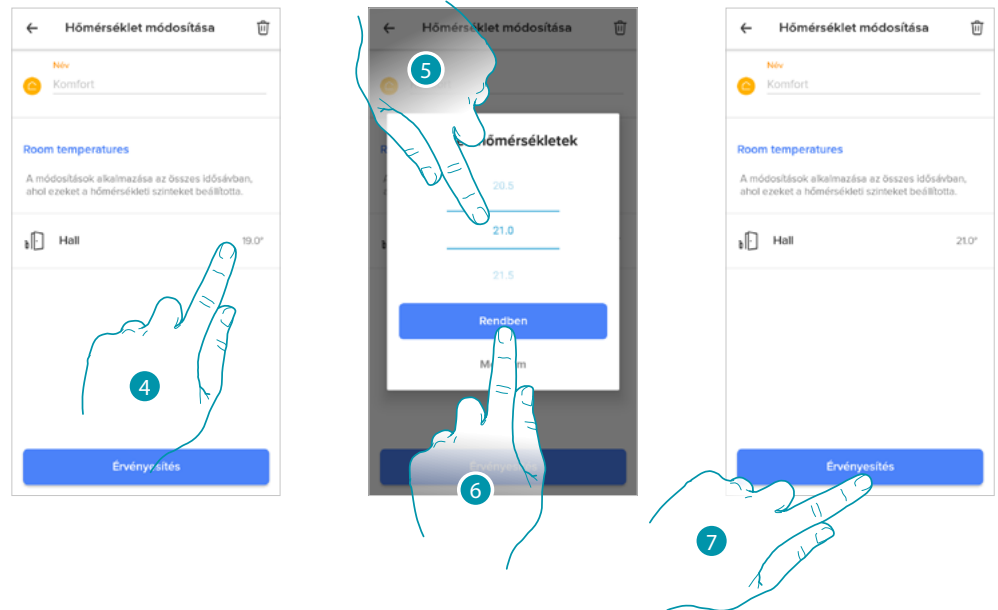 Hőmérséklet módosítása
Név
Komfort
Room temperatures
A módosítások alkalmazása az összes idősávban,
ahol ezeket a hőmérsékleti szinteket beállította.
Hall
19.0°
4
Érvényesítés
Hőmérséklet módosítása
5
hőmérsékletek
20.5
21.0
21.5
Rendben
6
Hőmérséklet módosítása
Név
Komfort
Room temperatures
A módosítások alkalmazása az összes idősávban,
ahol ezeket a hőmérsékleti szinteket beállította.
Hall
21.0°
Érvényesítés
7